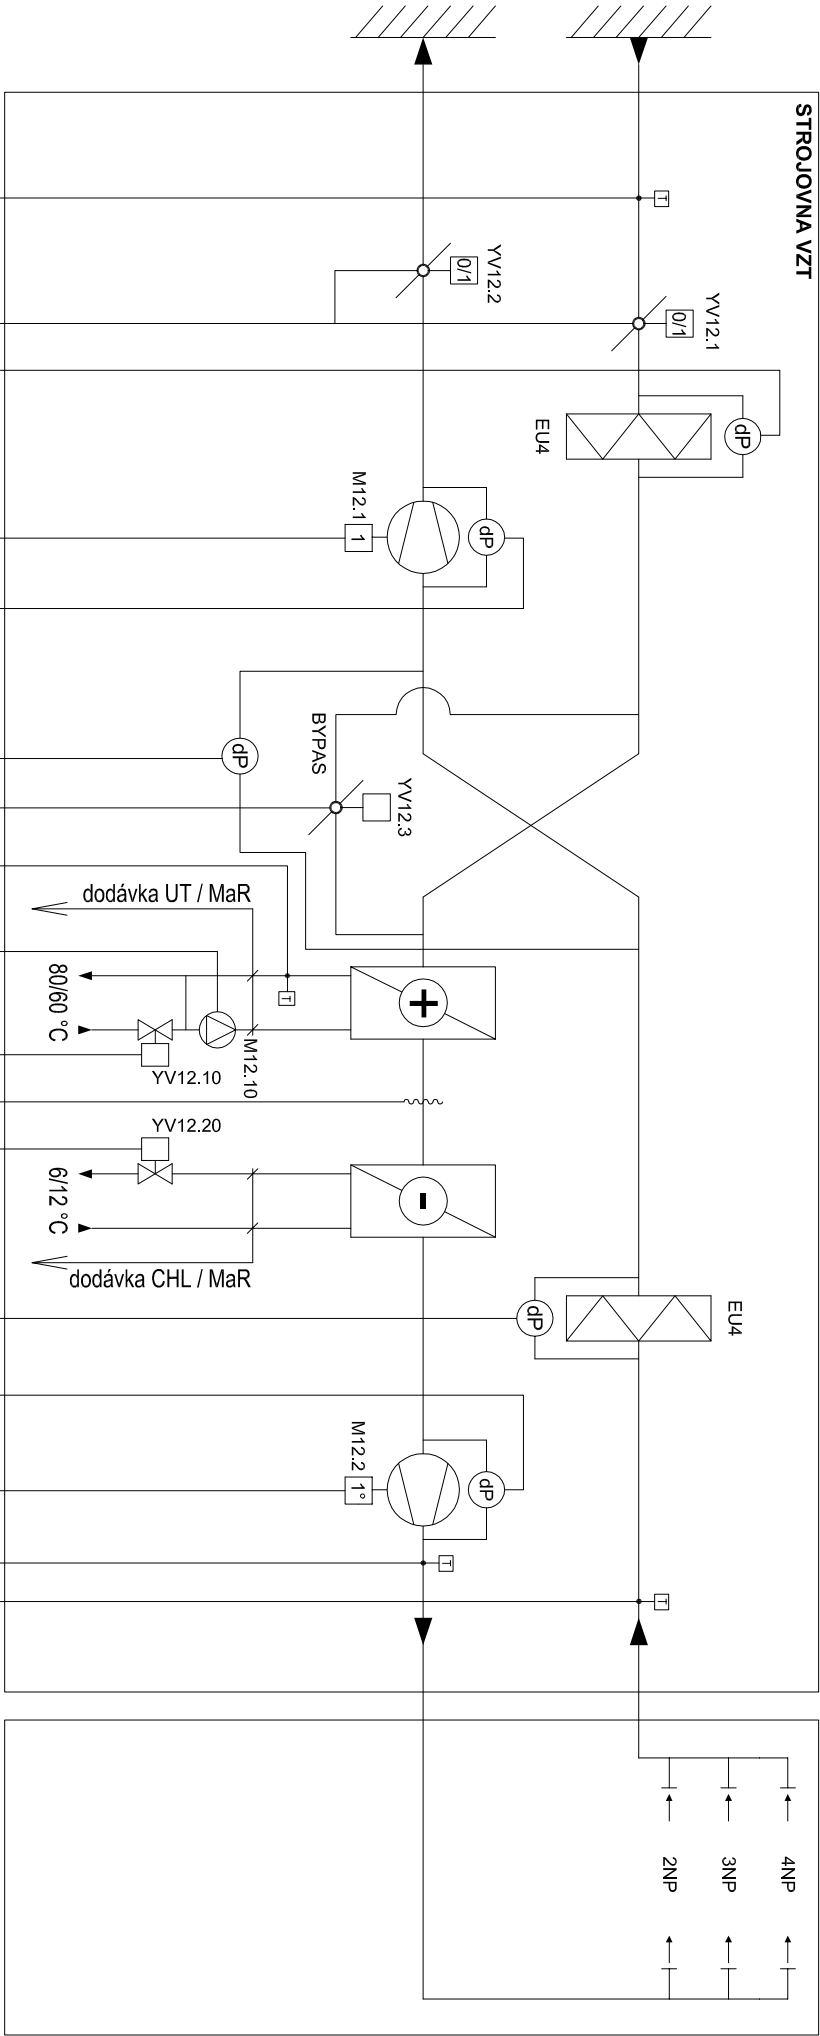 STROJOVNA VZT
T
YV12.2
0/1
YV12.1
0/1
dP
EU4
M12.1
1
dP
BYPAS
dP
YV12.3
dodávka UT / MaR
80/60 °C
T
+
M12.10
YV12.10
YV12.20
6/12 °C
-
dodávka CHL / MaR
dP
EU4
M12.2
1°
dP
T
T
2NP
3NP
4NP